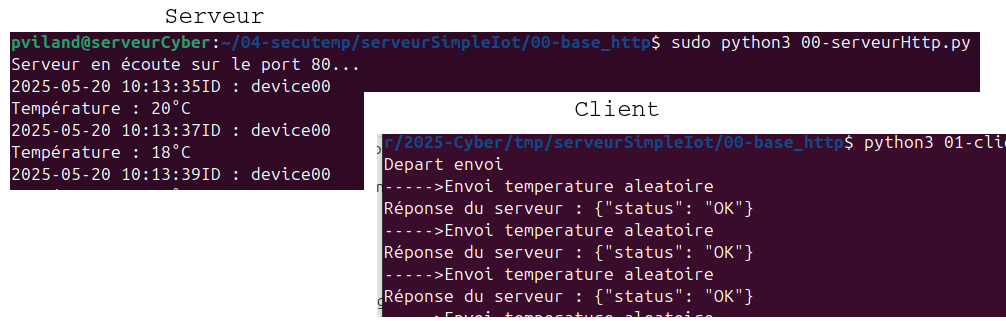 Serveur
pviland@serveurCyber:~/04-secutemp/serveurSimpleIot/00-base_http$ sudo python3 00-serveurHttp.py
Serveur en écoute sur le port 80...
2025-05-20 10:13:35ID : device00
Température : 20°C
2025-05-20 10:13:37ID : device00
Température : 18°C
2025-05-20 10:13:39ID : device00
Client
r/2025-Cyber/tmp/serveurSimpleIot/00-base_http$ python3 01-clie
Depart envoi
----->Envoi temperature aleatoire
Réponse du serveur : {"status": "OK"}
----->Envoi temperature aleatoire
Réponse du serveur : {"status": "OK"}
----->Envoi temperature aleatoire
Réponse du serveur : {"status": "OK"}
----->Envoi temperature aleatoire